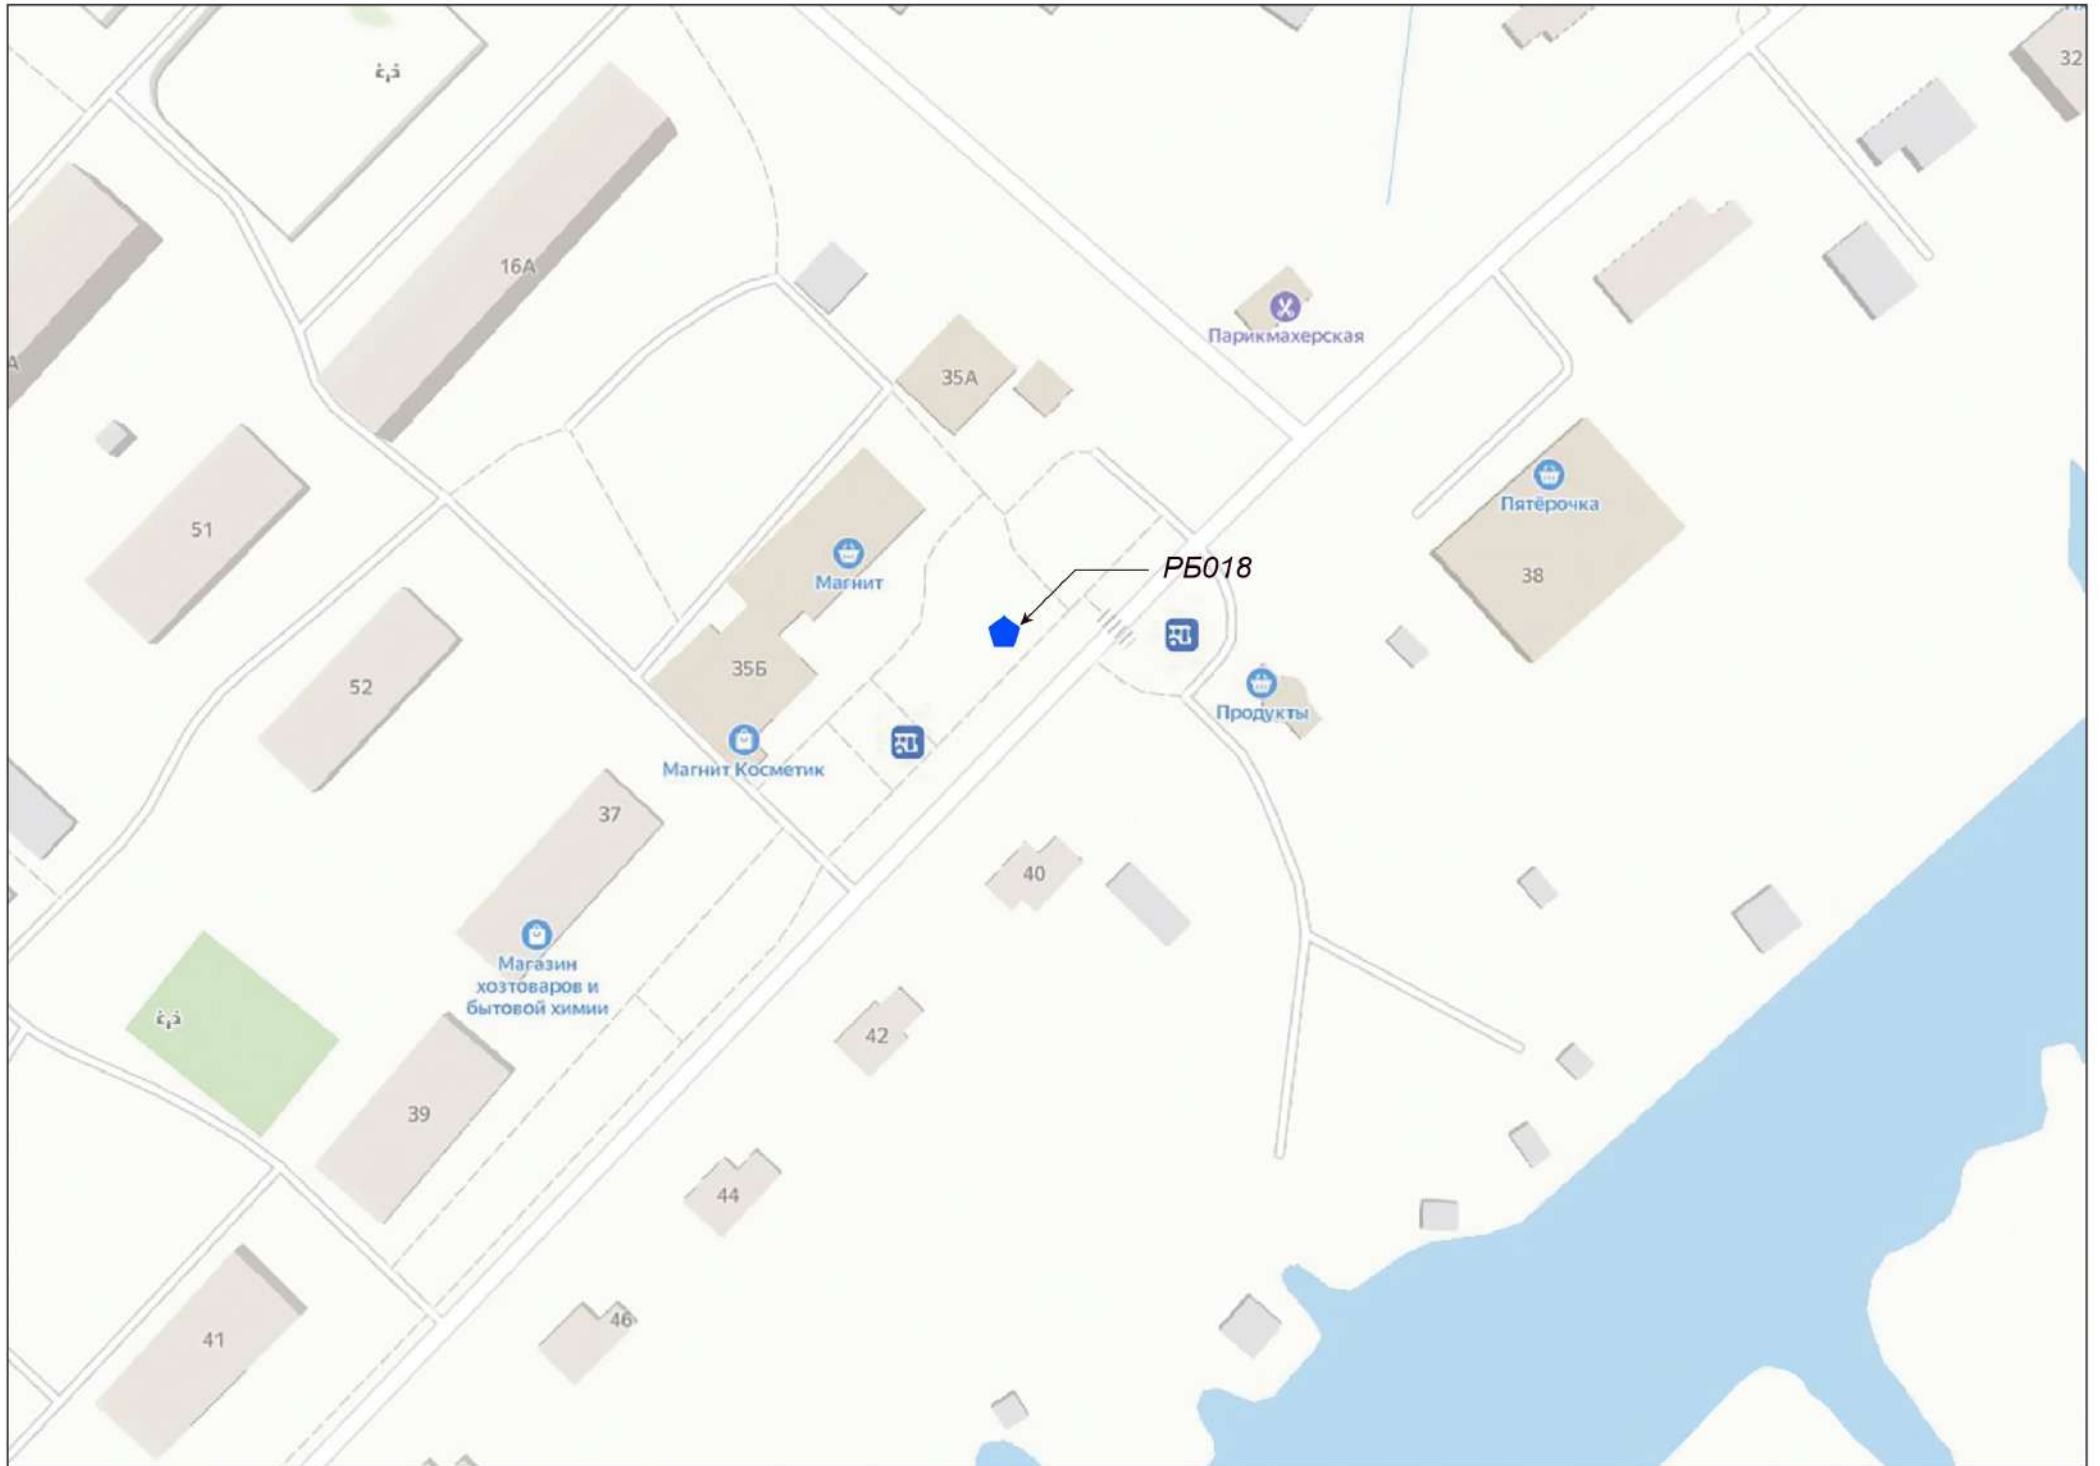 32
16А
Парикмахерская
35А
А
Пятёрочка
51
РБ018
38
Магнит
35Б
52
Продукты
Магнит Косметик
37
40
Магазин
хозтоваров и
бытовой химии
42
39
44
46
41